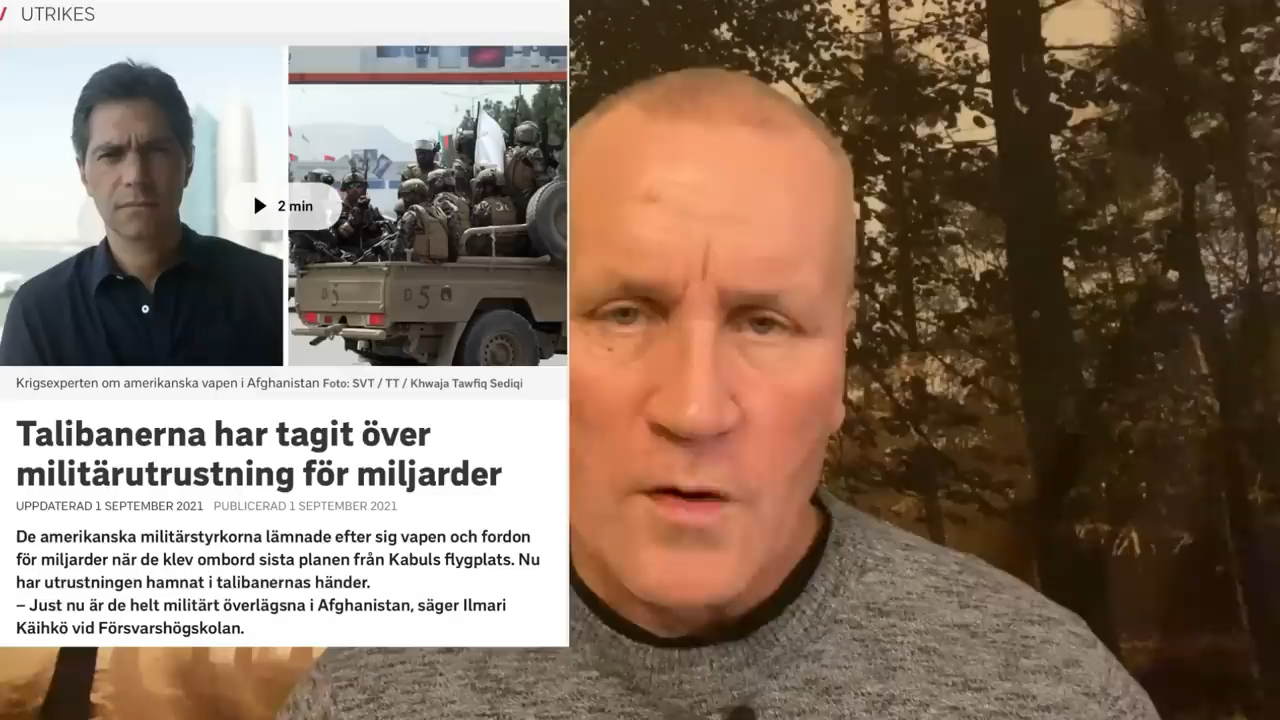 UTRIKES
2 min
Krigsexperten om amerikanska vapen i Afghanistan Foto: SVT / TT / Khwaja Tawfiq Sediqi
Talibanerna har tagit över
militärutrustning för miljarder
UPPDATERAD 1 SEPTEMBER 2021 PUBLICERAD 1 SEPTEMBER 2021
De amerikanska militärstyrkorna lämnade efter sig vapen och fordon
för miljarder när de klev ombord sista planen från Kabuls flygplats. Nu
har utrustningen hamnat i talibanernas händer.
– Just nu är de helt militärt överlägsna i Afghanistan, säger Ilmari
Käihkö vid Försvarshögskolan.